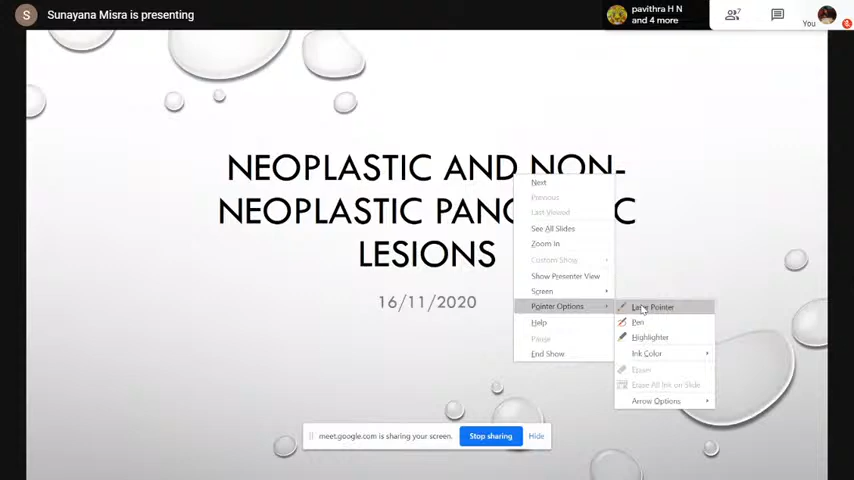 S Sunayana Misra is presenting
pavithra H N
and 4 more
7
You
NEOPLASTIC AND NON-
NEOPLASTIC
LESIONS
16/11/2020
Next
Previous
Last Viewed
See All Slides
Zoom In
Custom Show
Show Presenter View
Screen
Pointer Options
Help
Pause
End Show
Laser Pointer
Pen
Highlighter
Ink Color
Eraser
Erase All Ink on Slide
Arrow Options
meet.google.com is sharing your screen.
Stop sharing
Hide